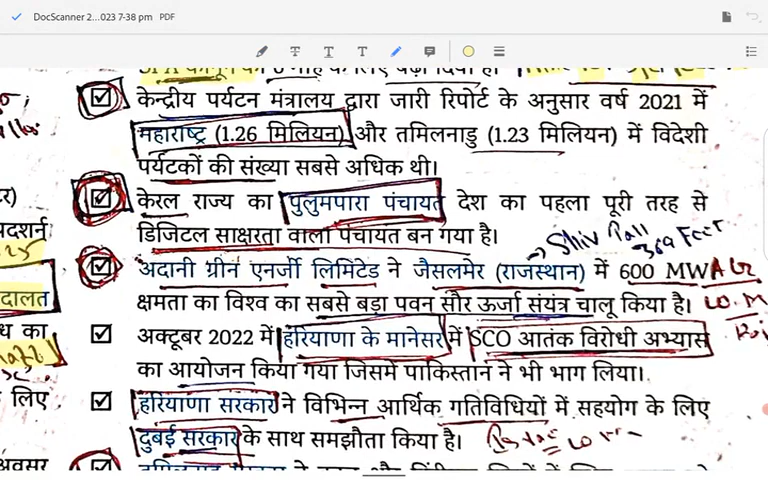 DocScanner 2...023 7-38 pm PDF
केन्द्रीय पर्यटन मंत्रालय द्वारा जारी रिपोर्ट के अनुसार वर्ष 2021 में
महाराष्ट्र (1.26 मिलियन) और तमिलनाडु (1.23 मिलियन) में विदेशी
पर्यटकों की संख्या सबसे अधिक थी।
केरल राज्य का पुलुमपारा पंचायत देश का पहला पूरी तरह से
डिजिटल साक्षरता वाला पंचायत बन गया है।
369 Feet
अदानी ग्रीन एनर्जी लिमिटेड ने जैसलमेर (राजस्थान) में 600 MW
क्षमता का विश्व का सबसे बड़ा पवन सौर ऊर्जा संयंत्र चालू किया है।
अक्टूबर 2022 में हरियाणा के मानेसर में SCO आतंक विरोधी अभ्यास
का आयोजन किया गया जिसमें पाकिस्तान ने भी भाग लिया।
हरियाणा सरकार ने विभिन्न आर्थिक गतिविधियों में सहयोग के लिए
दुबई सरकार के साथ समझौता किया है।